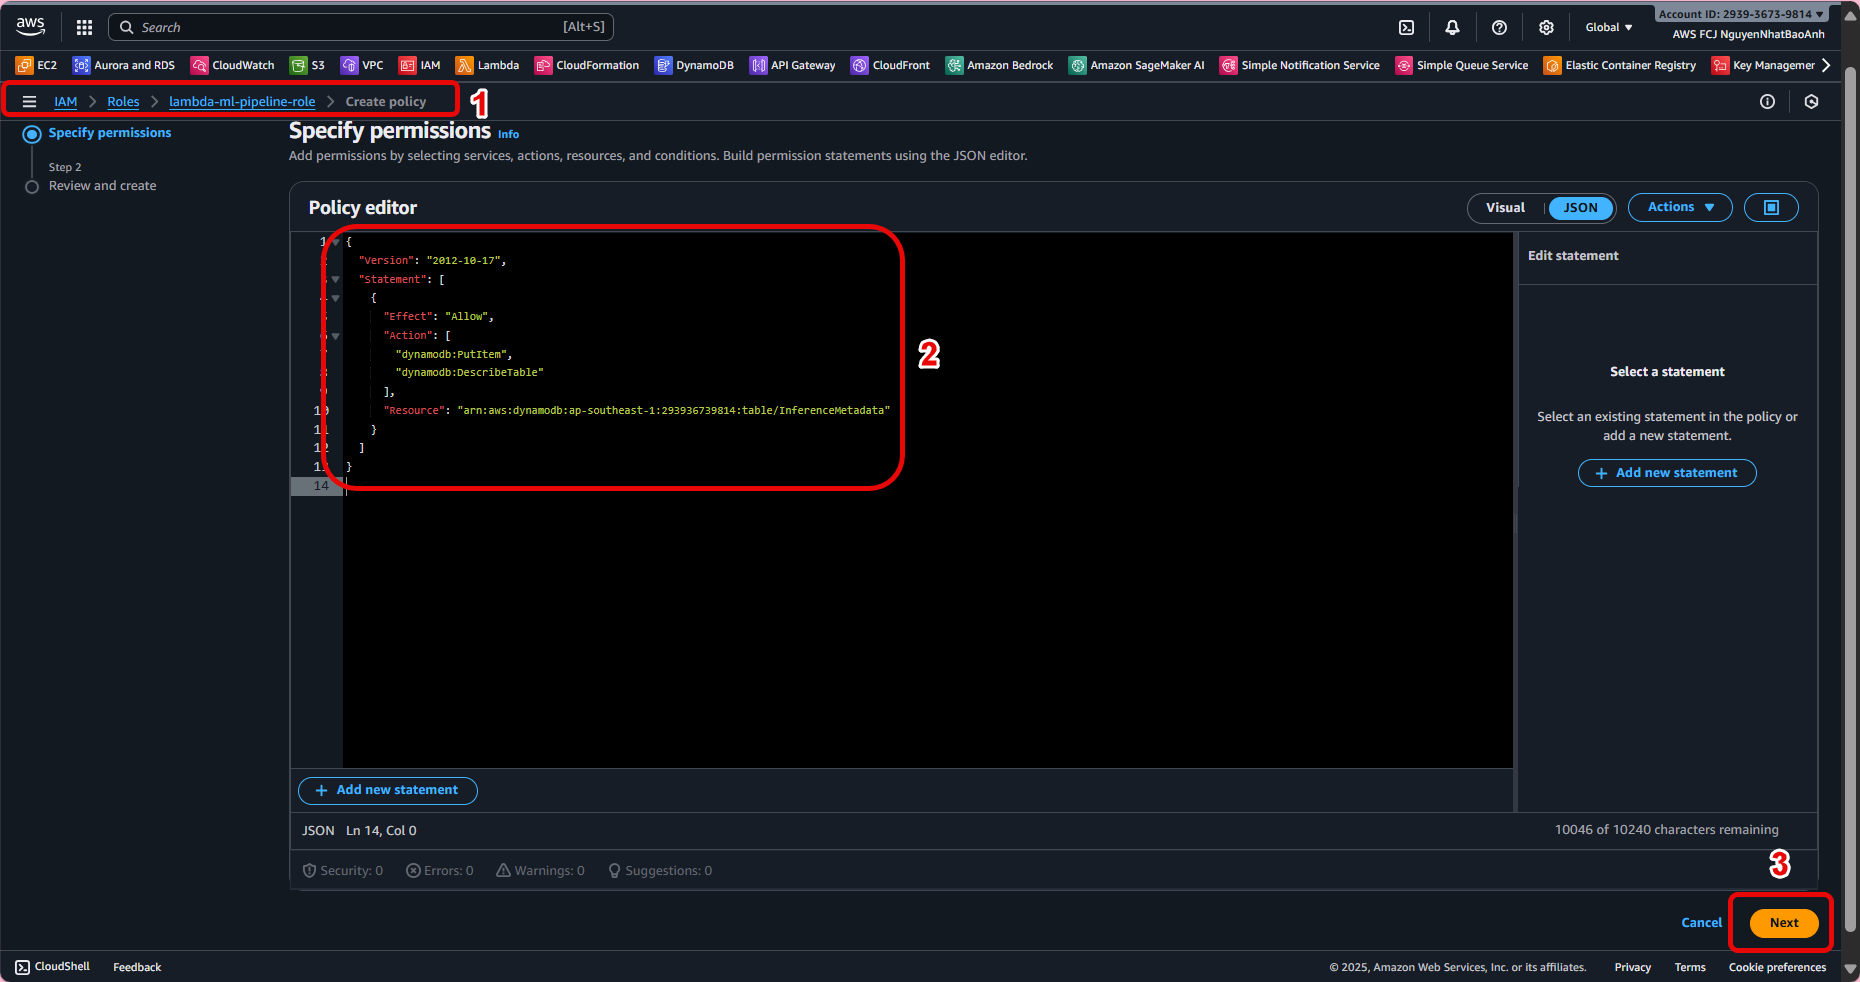 aws
Search [Alt+S]
Global
Account ID: 2939-3673-9814
AWS FCJ NguyenNhatBaoAnh
EC2 Aurora and RDS CloudWatch S3 VPC IAM Lambda CloudFormation DynamoDB API Gateway CloudFront Amazon Bedrock Amazon SageMaker AI Simple Notification Service Simple Queue Service Elastic Container Registry Key Managemer
IAM Roles lambda-ml-pipeline-role Create policy
1
Specify permissions
Step 2
Review and create
Specify permissions Info
Add permissions by selecting services, actions, resources, and conditions. Build permission statements using the JSON editor.
Policy editor
Visual JSON Actions
1 {
"Version": "2012-10-17",
"Statement": [
{
"Effect": "Allow",
"Action": [
"dynamodb:PutItem",
"dynamodb:DescribeTable"
],
10 "Resource": "arn:aws:dynamodb:ap-southeast-1:293936739814:table/InferenceMetadata"
11 }
12 ]
13 }
14
2
Edit statement
Select a statement
Select an existing statement in the policy or
add a new statement.
+ Add new statement
+ Add new statement
JSON Ln 14, Col 0
10046 of 10240 characters remaining
Security: 0 Errors: 0 Warnings: 0 Suggestions: 0
3
Cancel Next
CloudShell Feedback
© 2025, Amazon Web Services, Inc. or its affiliates. Privacy Terms Cookie preferences